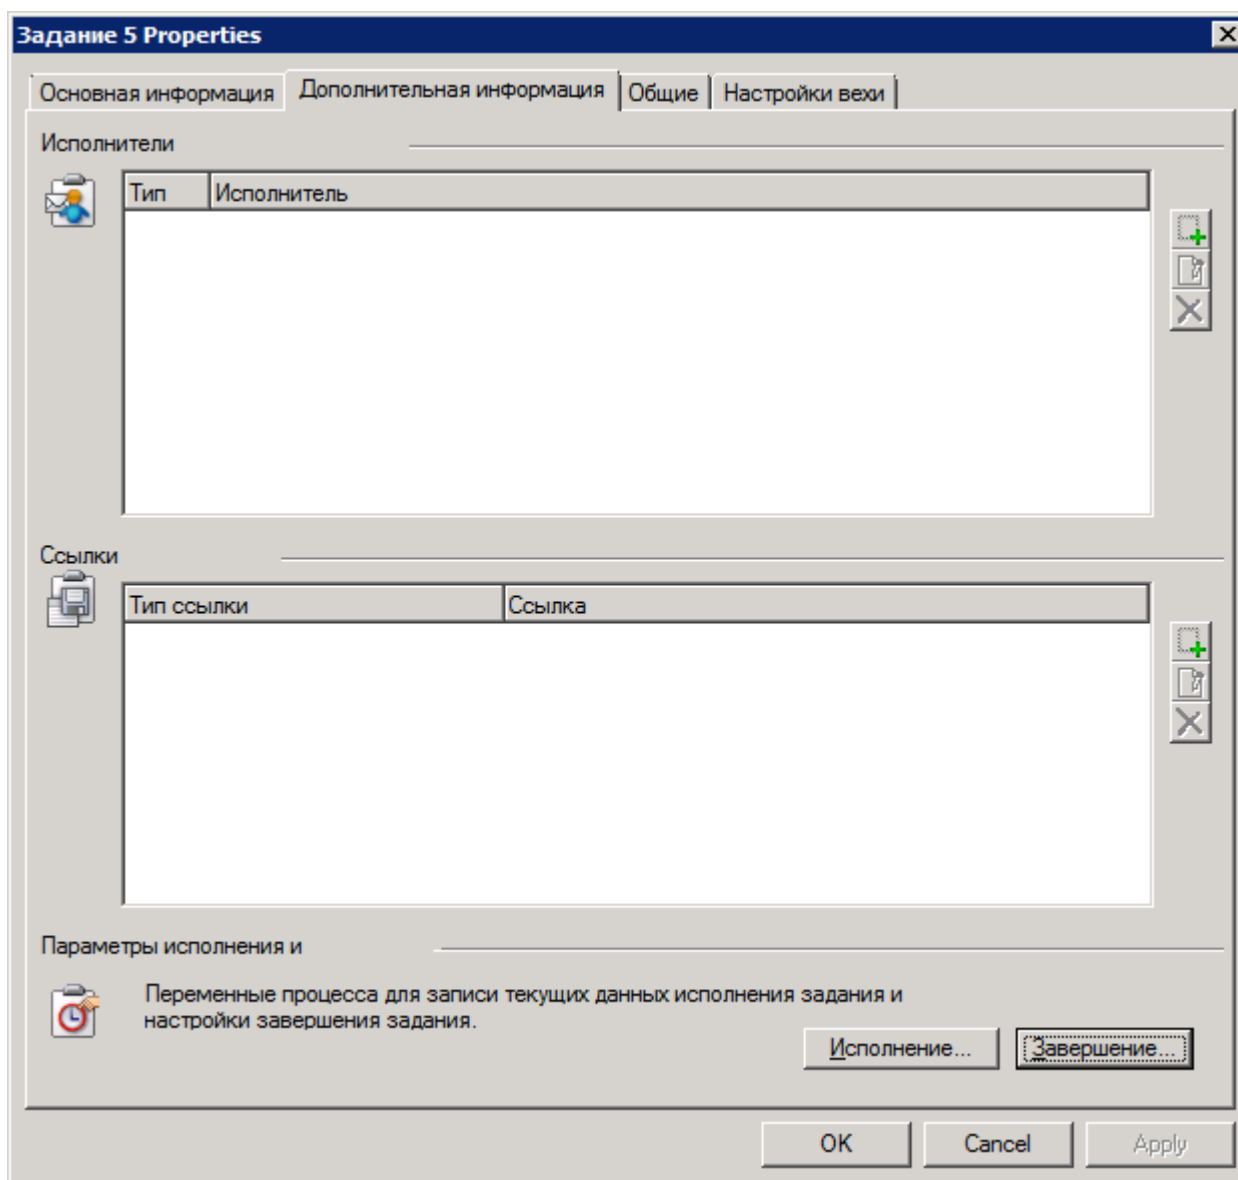 Задание 5 Properties
Основная информация Дополнительная информация Общие Настройки вехи
Исполнители
Тип Исполнитель
Ссылки
Тип ссылки Ссылка
Параметры исполнения и
Переменные процесса для записи текущих данных исполнения задания и
настройки завершения задания.
Исполнение... Завершение...
OK Cancel Apply